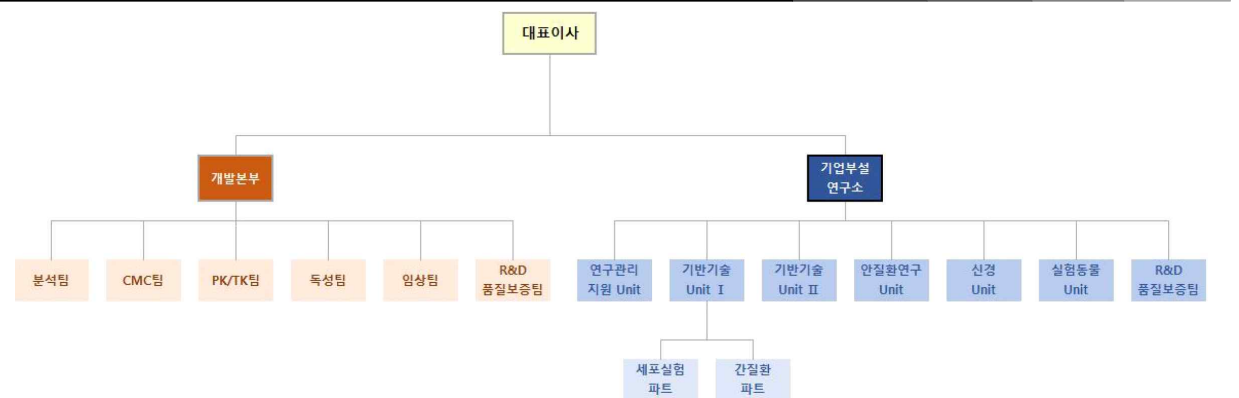 대표이사
개발본부
기업부설
연구소
분석팀
CMC팀
PK/TK팀
독성팀
임상팀
R&D
품질보증팀
연구관리
지원 Unit
기반기술
Unit I
기반기술
Unit II
안질환연구
Unit
신경
Unit
실험동물
Unit
R&D
품질보증팀
세포실험
파트
간질환
파트